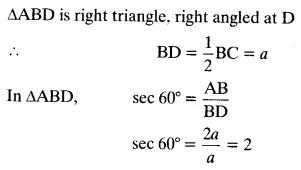 ΔABD is right triangle, right angled at D
∴ BD = 1/2 BC = a
In ΔABD, sec 60° = AB/BD
sec 60° = 2a/a = 2